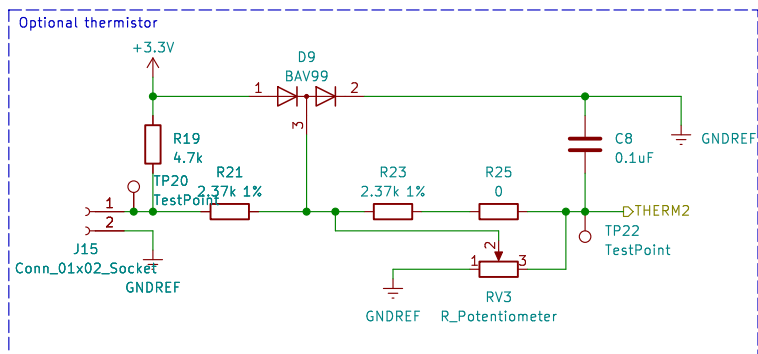 Optional thermistor
+3.3V
D9
BAV99
1
2
3
R19
4.7k
C8
0.1uF
GNDREF
TP20
TestPoint
R21
2.37k 1%
R23
2.37k 1%
R25
0
1
2
THERM2
TP22
TestPoint
J15
Conn_01x02_Socket
GNDREF
2
1
3
GNDREF
RV3
R_Potentiometer